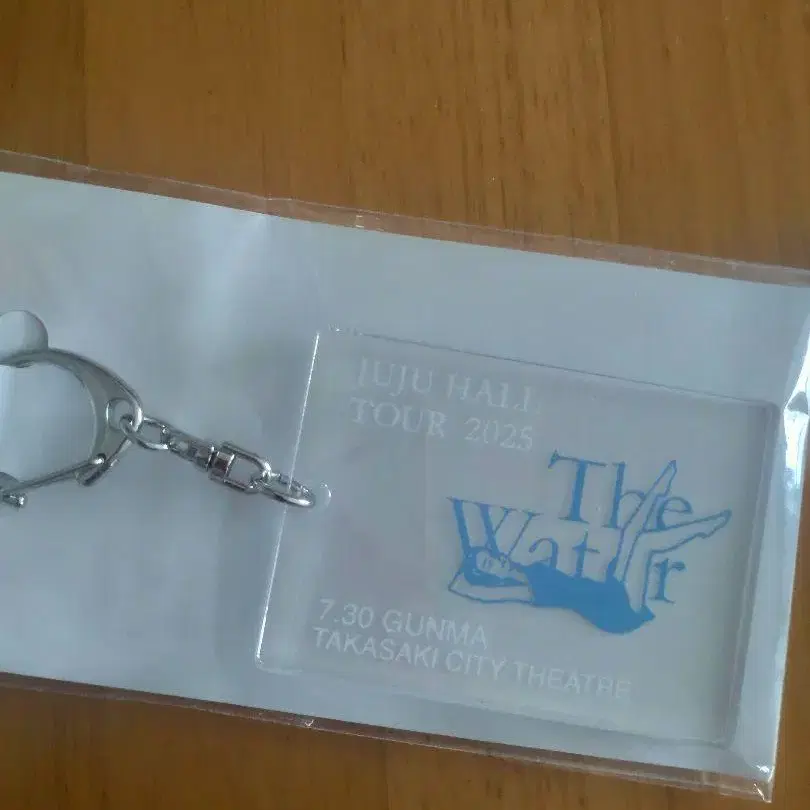 JUJU HALL
TOUR 2025
The
Water
7.30 GUNMA
TAKASAKI CITY THEATRE